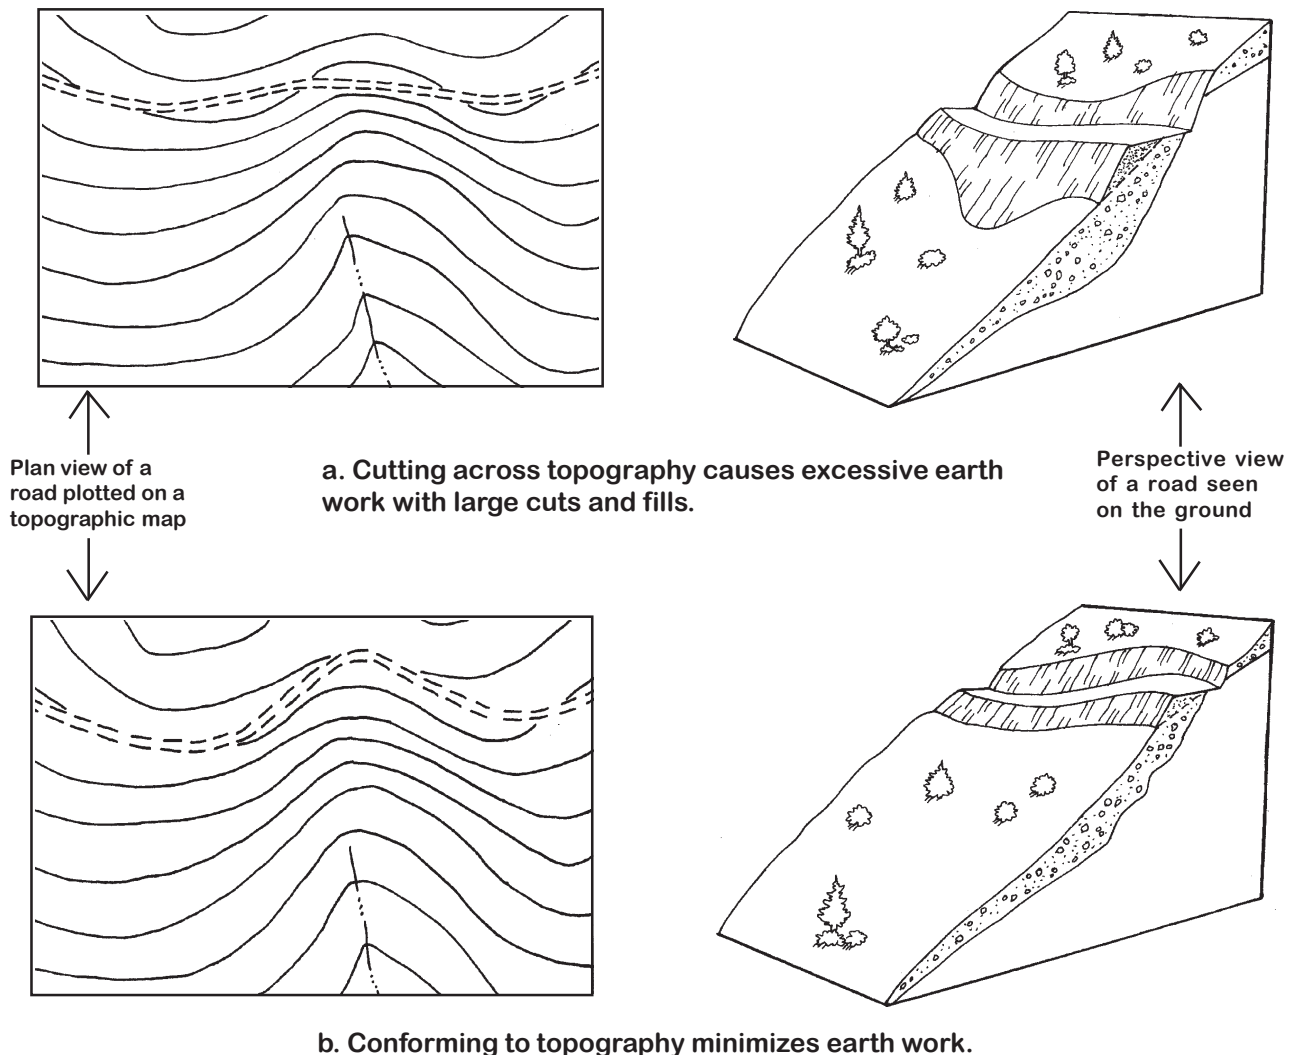 Plan view of a
road plotted on a
topographic map
a. Cutting across topography causes excessive earth
work with large cuts and fills.
Perspective view
of a road seen
on the ground
b. Conforming to topography minimizes earth work.